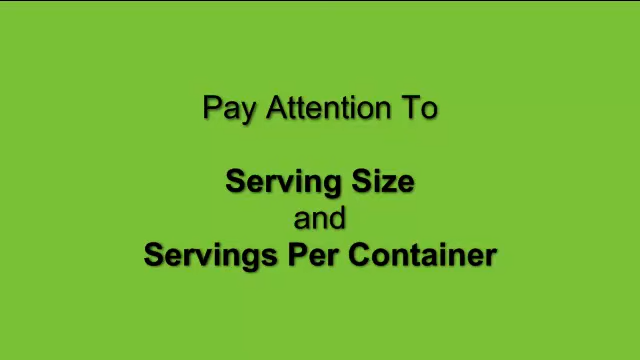 Pay Attention To
Serving Size
and
Servings Per Container